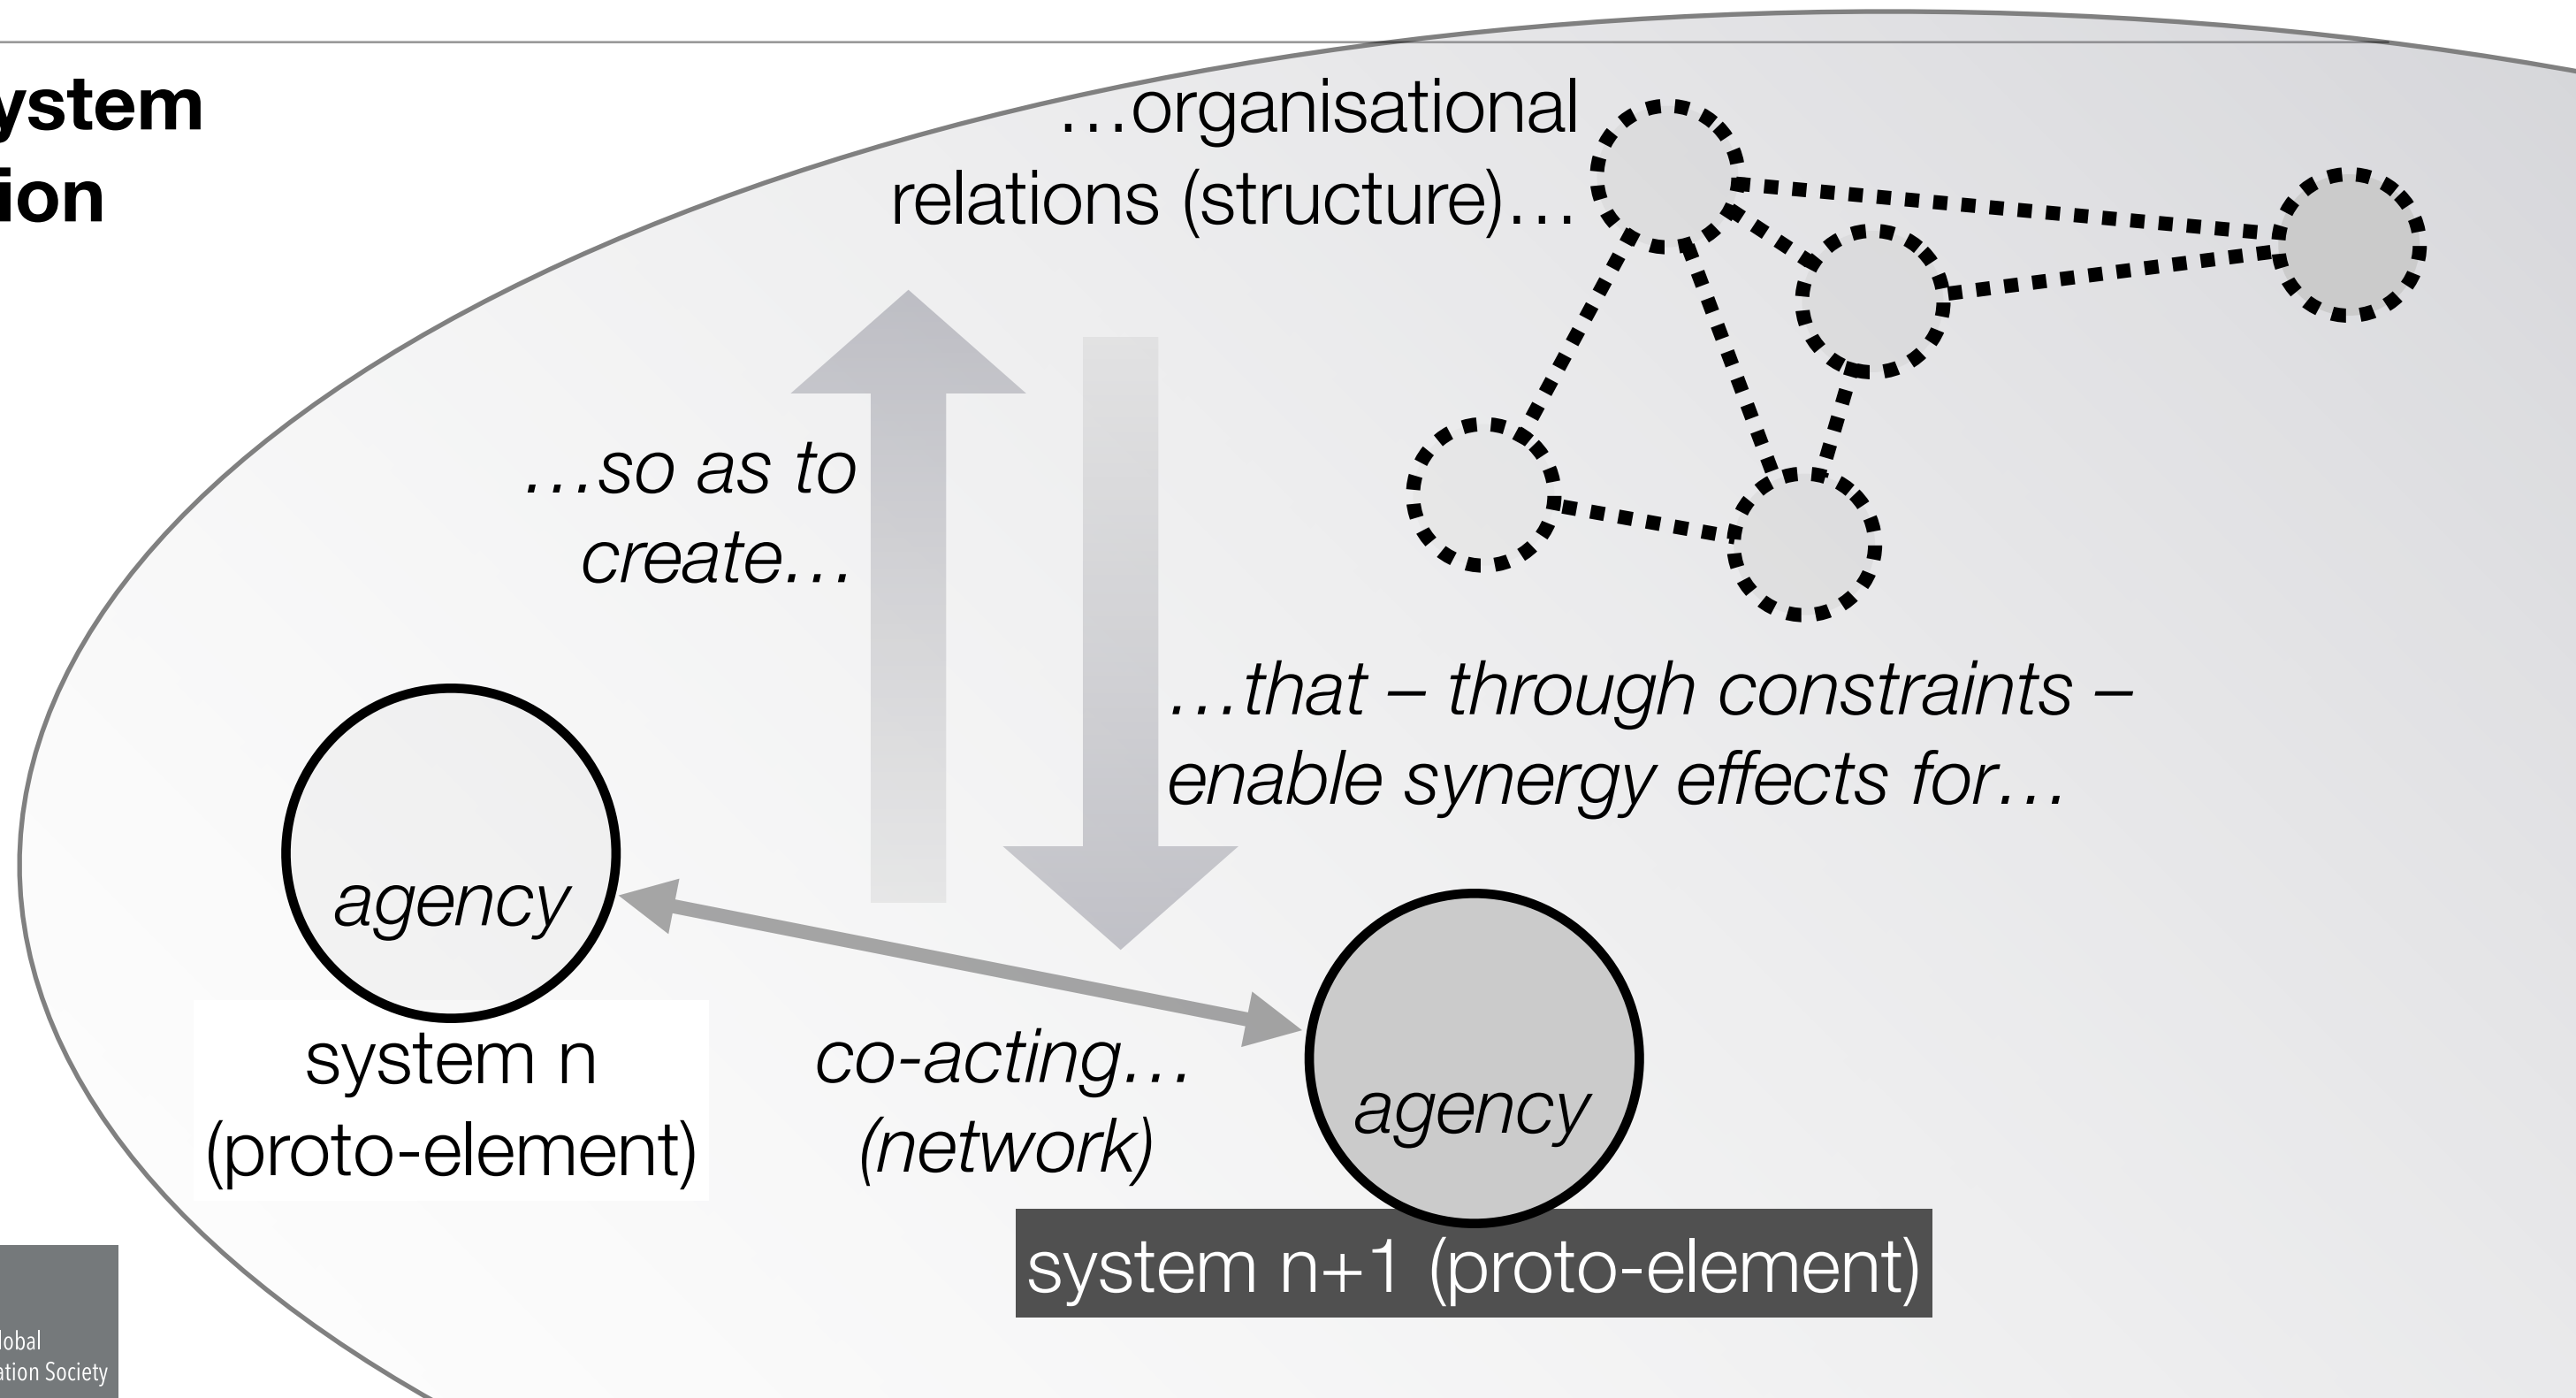 ystem
ion
…organisational
relations (structure)…
…so as to
create…
…that – through constraints –
enable synergy effects for…
agency
system n
(proto-element)
co-acting…
(network)
agency
system n+1 (proto-element)
lobal
ation Society